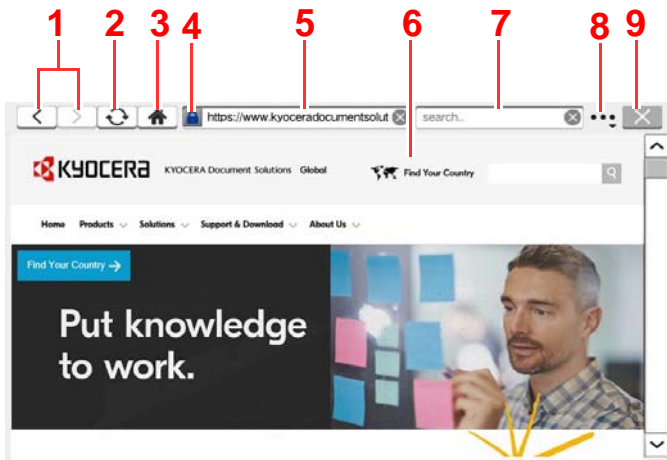 1 2 3 4 5 6 7 8 9
https://www.kyoceradocumentsolut search..
KYOCERA KYOCERA Document Solutions Global Find Your Country
Home Products Solutions Support & Download About Us
Find Your Country
Put knowledge
to work.